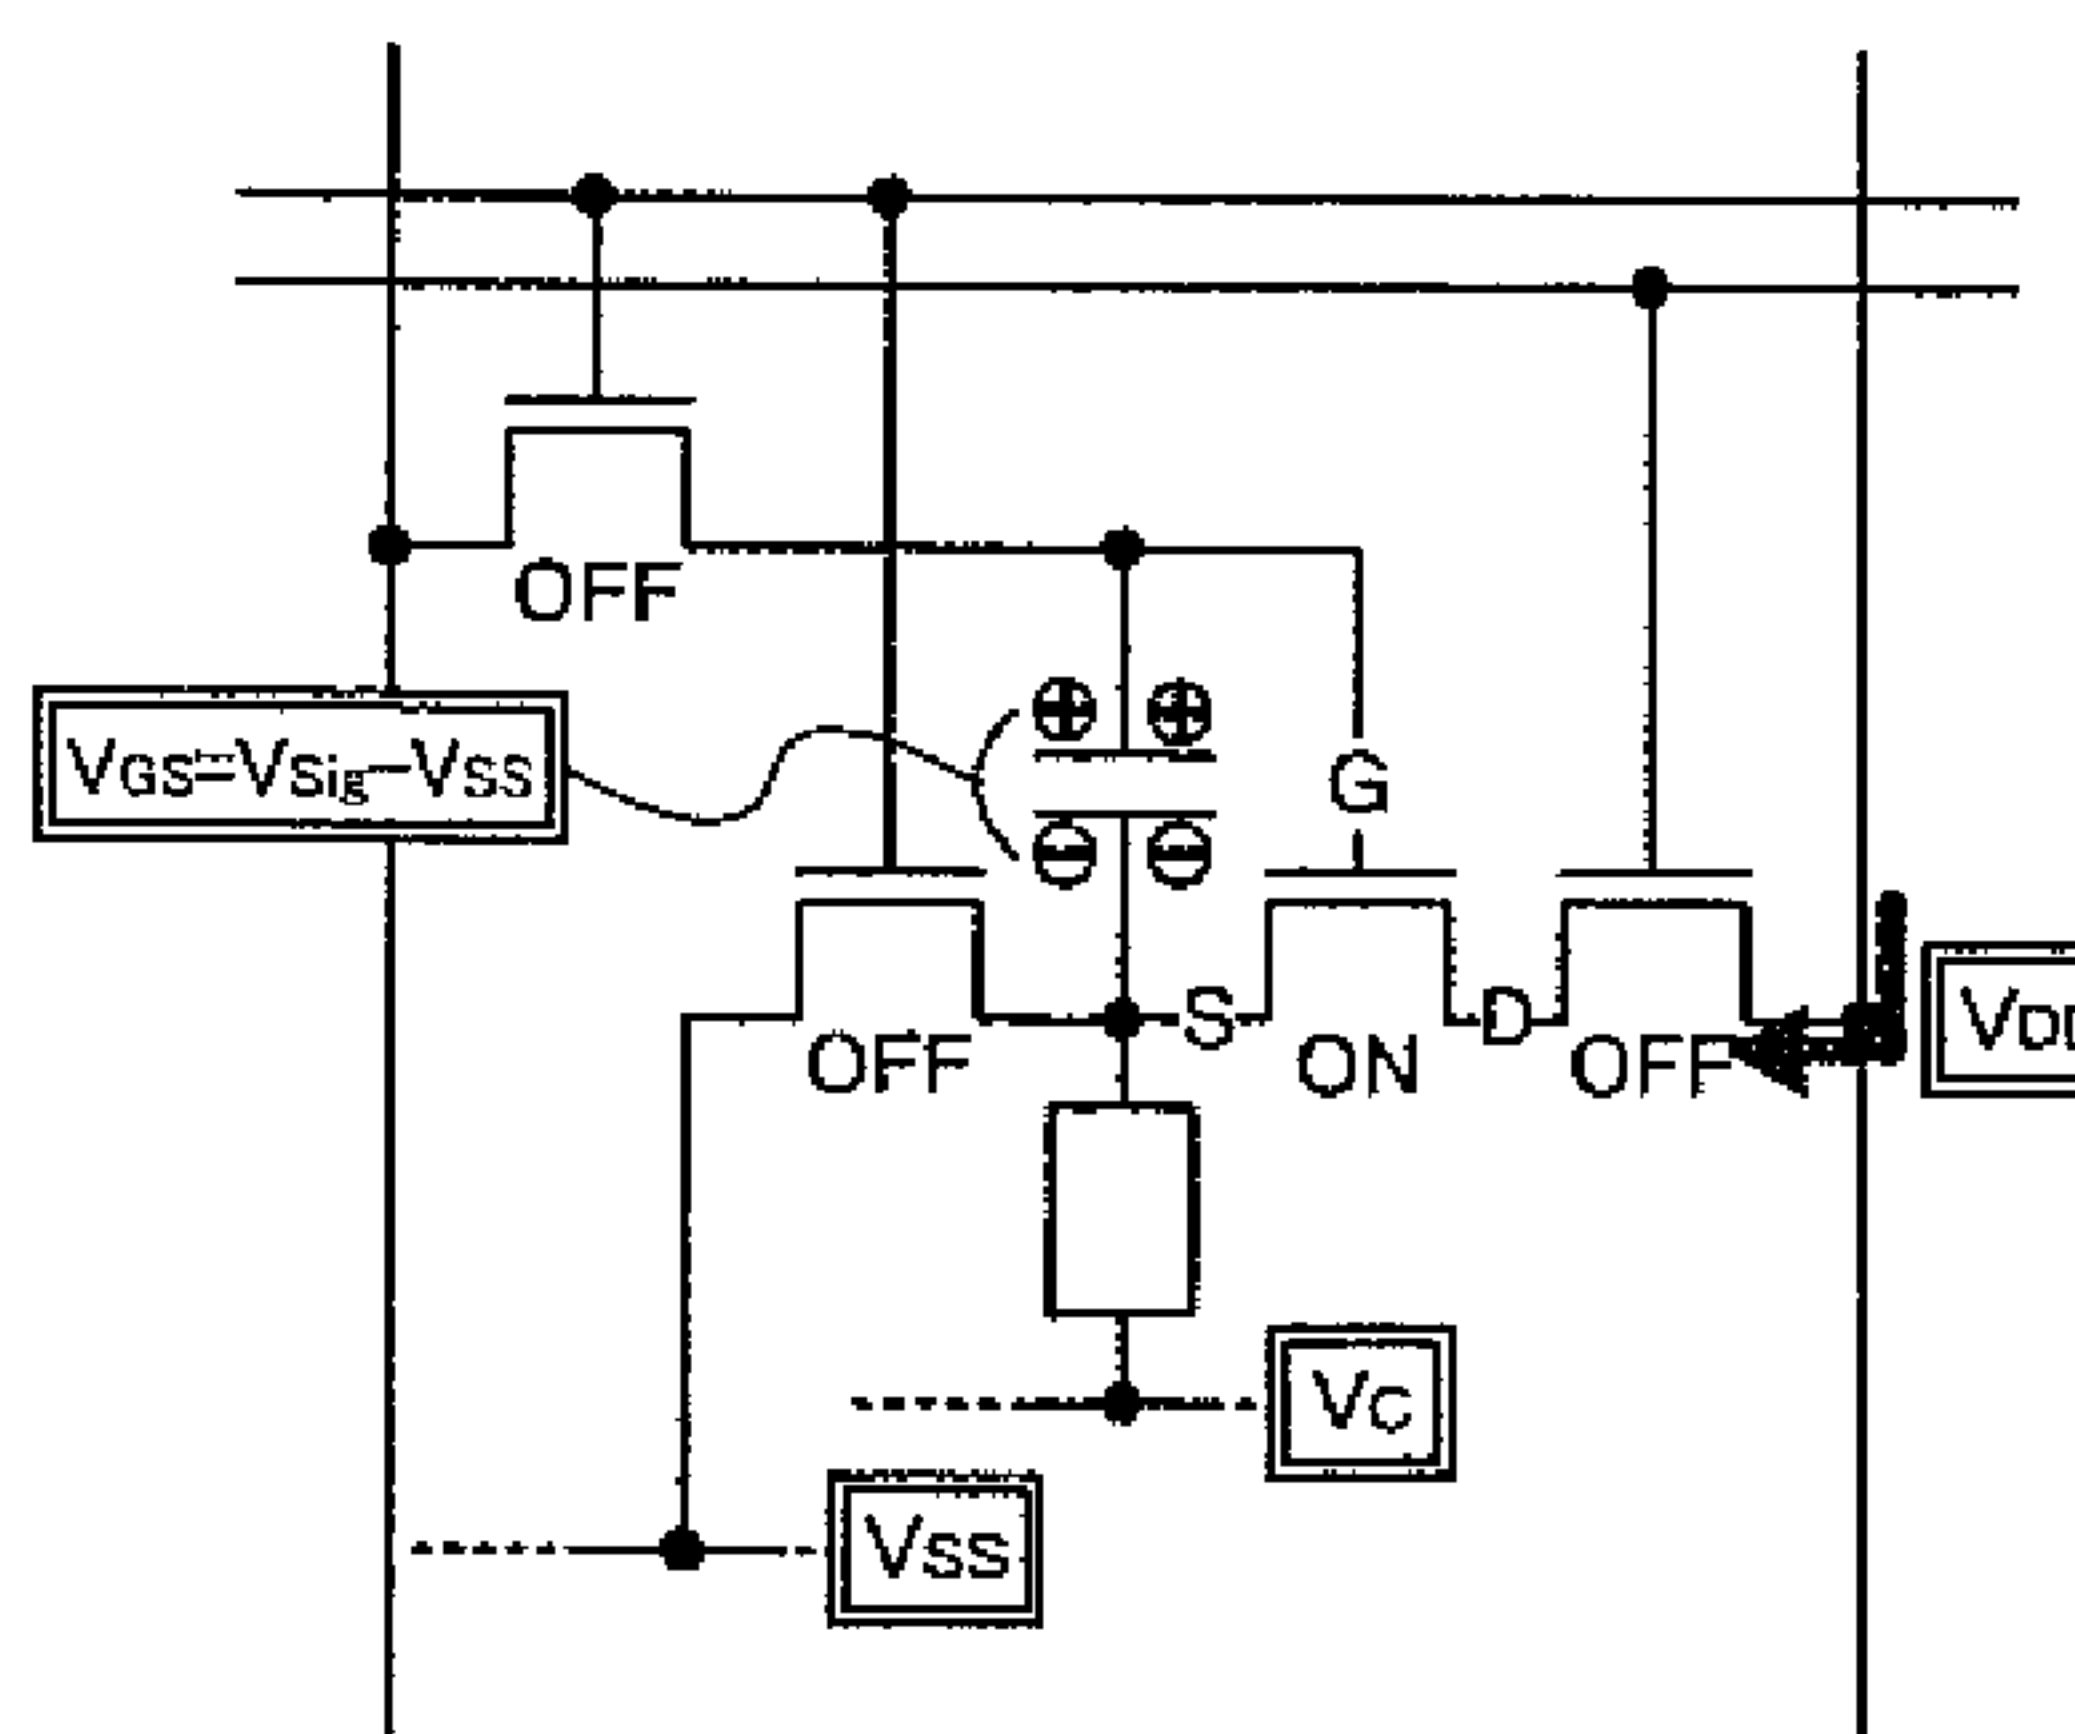 OFF
VGS=VSig-VSS
⊕ ⊕
G
⊖ ⊖
S D
OFF ON OFF
VC
VSS